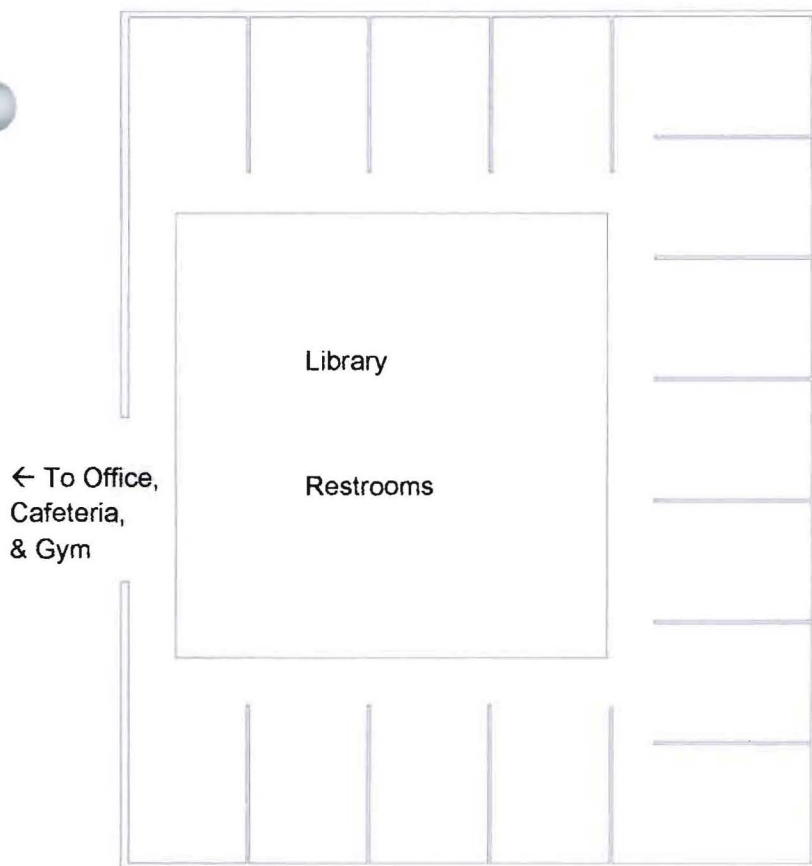 Library
← To Office,
Cafeteria,
& Gym
Restrooms